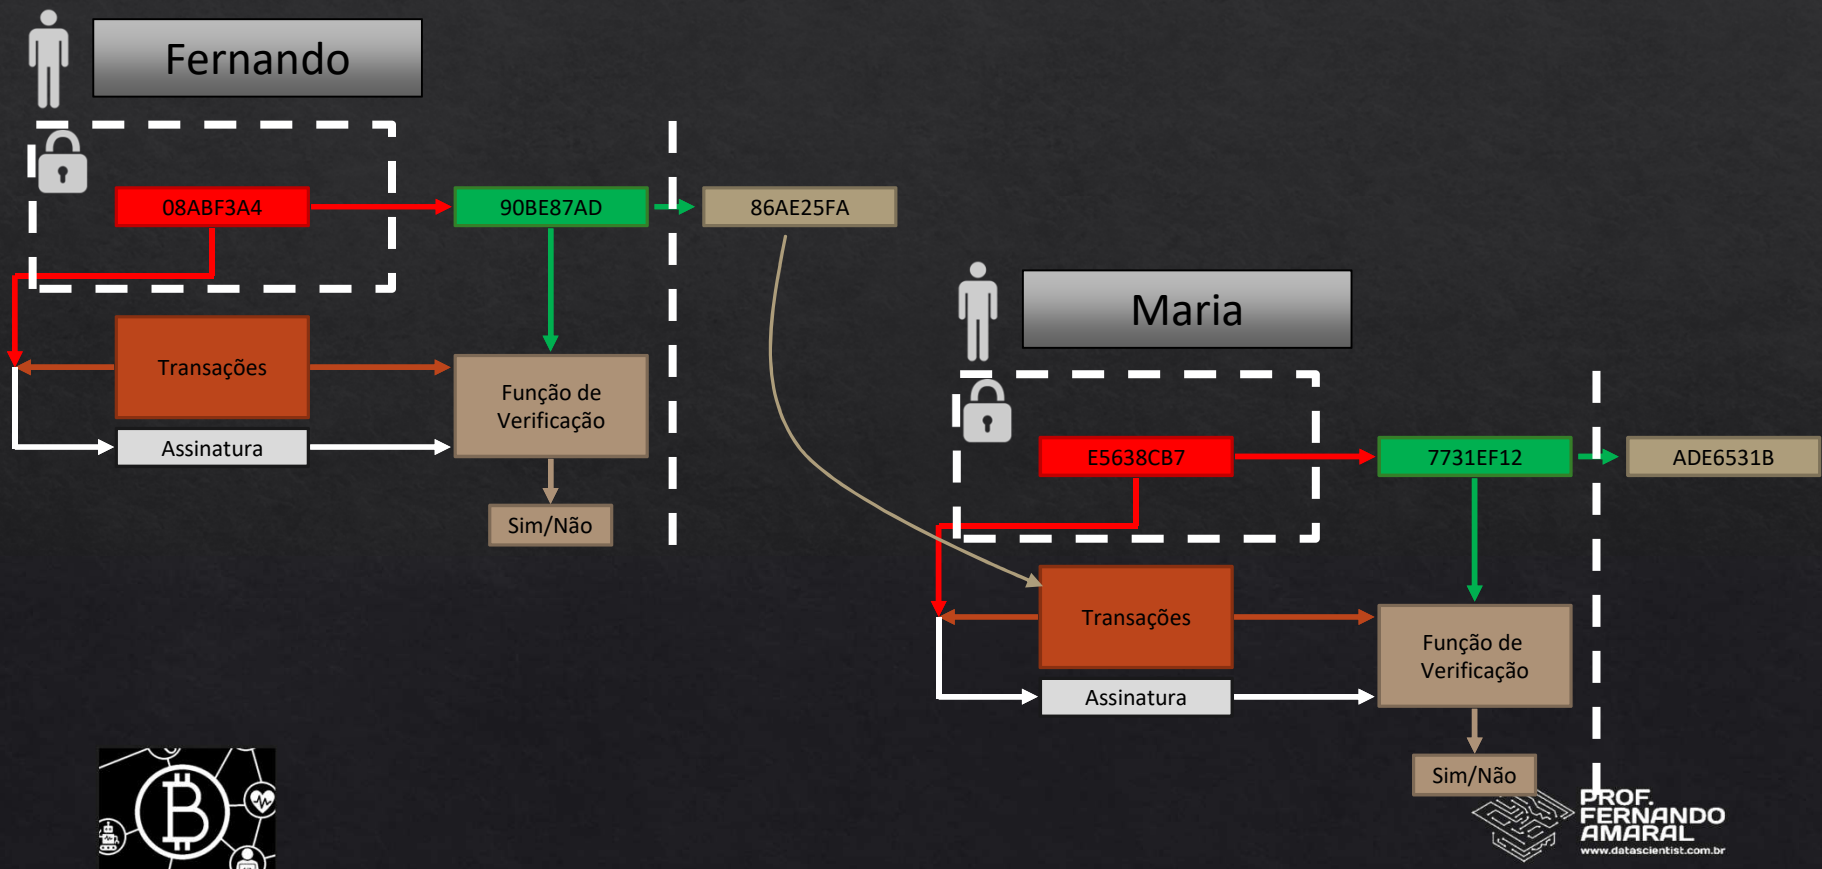 Fernando
08ABF3A4
90BE87AD
86AE25FA
Transações
Função de
Verificação
Assinatura
Sim/Não
Maria
E5638CB7
7731EF12
ADE6531B
Transações
Função de
Verificação
Assinatura
Sim/Não
PROF.
FERNANDO
AMARAL
www.datascientist.com.br